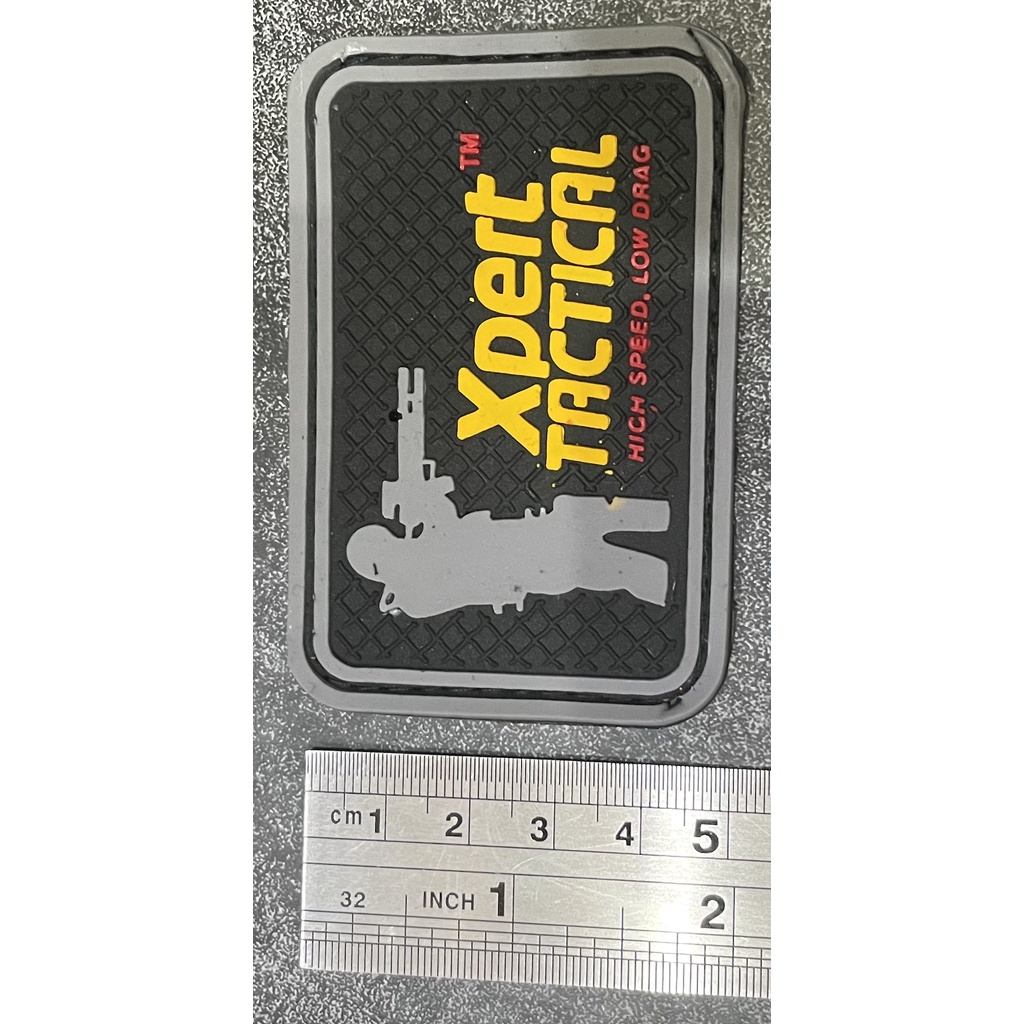 Xpert™
TACTICAL
HIGH SPEED, LOW DRAG
cm 1 2 3 4 5
32 INCH 1 2